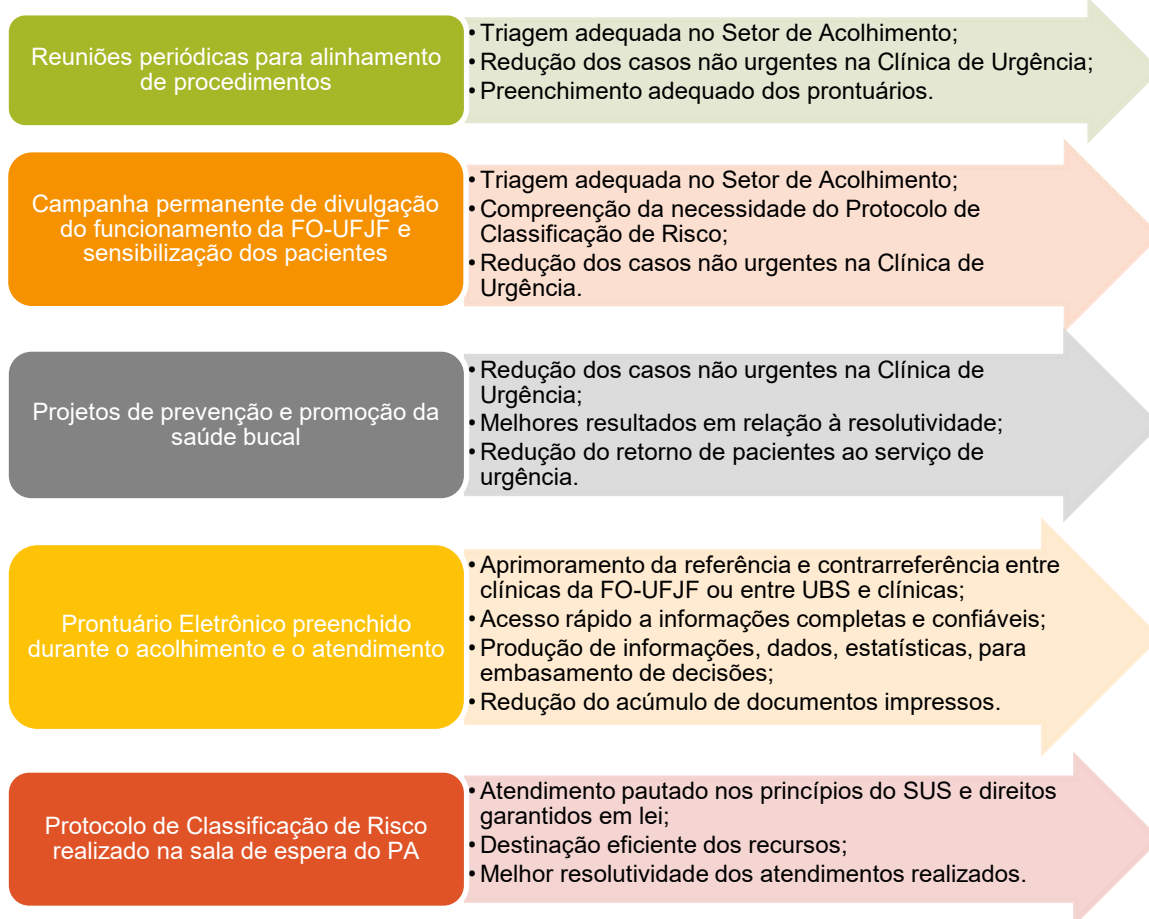 Reuniões periódicas para alinhamento
de procedimentos
• Triagem adequada no Setor de Acolhimento;
• Redução dos casos não urgentes na Clínica de Urgência;
• Preenchimento adequado dos prontuários.
Campanha permanente de divulgação
do funcionamento da FO-UFJF e
sensibilização dos pacientes
• Triagem adequada no Setor de Acolhimento;
• Compreenção da necessidade do Protocolo de
Classificação de Risco;
• Redução dos casos não urgentes na Clínica de
Urgência.
Projetos de prevenção e promoção da
saúde bucal
• Redução dos casos não urgentes na Clínica de
Urgência;
• Melhores resultados em relação à resolutividade;
• Redução do retorno de pacientes ao serviço de
urgência.
Prontuário Eletrônico preenchido
durante o acolhimento e o atendimento
• Aprimoramento da referência e contrarreferência entre
clínicas da FO-UFJF ou entre UBS e clínicas;
• Acesso rápido a informações completas e confiáveis;
• Produção de informações, dados, estatísticas, para
embasamento de decisões;
• Redução do acúmulo de documentos impressos.
Protocolo de Classificação de Risco
realizado na sala de espera do PA
• Atendimento pautado nos princípios do SUS e direitos
garantidos em lei;
• Destinação eficiente dos recursos;
• Melhor resolutividade dos atendimentos realizados.